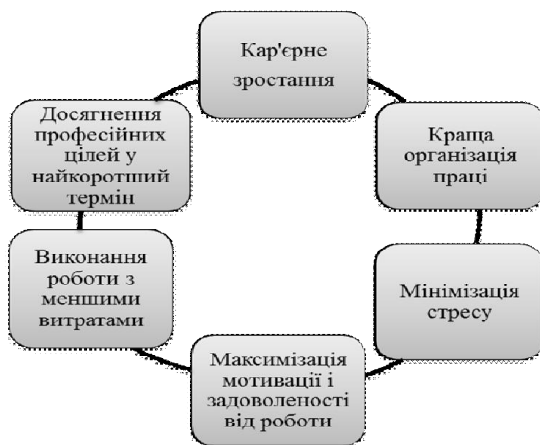 Кар'єрне
зростання
Краща
організація
праці
Мінімізація
стресу
Максимізація
мотивації і
задоволеності
від роботи
Виконання
роботи з
меншими
витратами
Досягнення
професійних
цілей у
найкоротший
термін